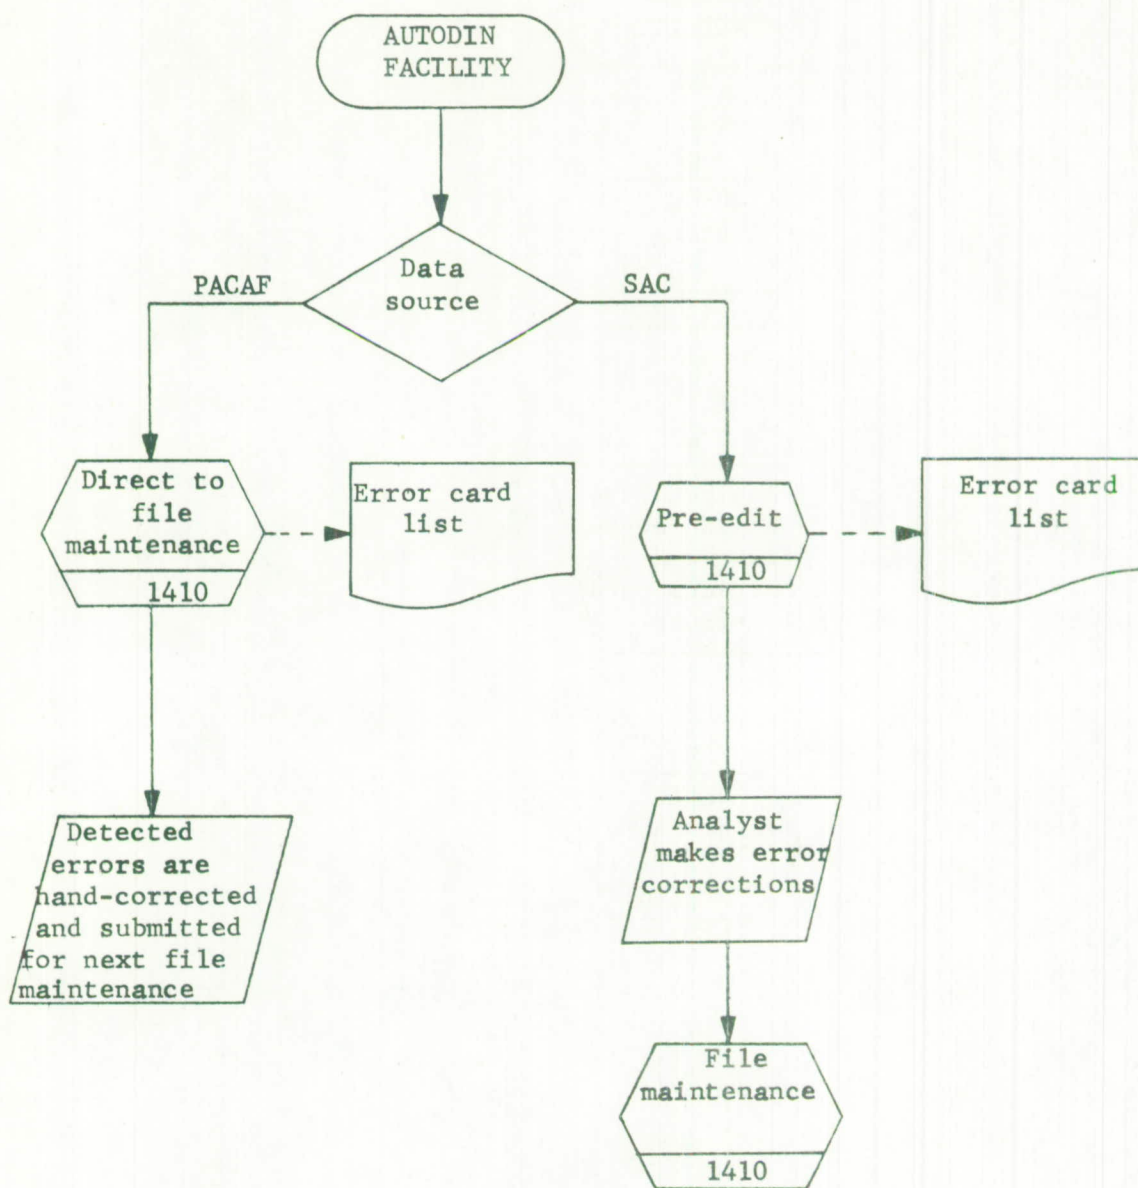 AUTODIN
FACILITY
Data
source
PACAF
SAC
Direct to
file
maintenance
1410
Error card
list
Pre-edit
1410
Error card
list
Detected
errors are
hand-corrected
and submitted
for next file
maintenance
Analyst
makes error
corrections
File
maintenance
1410